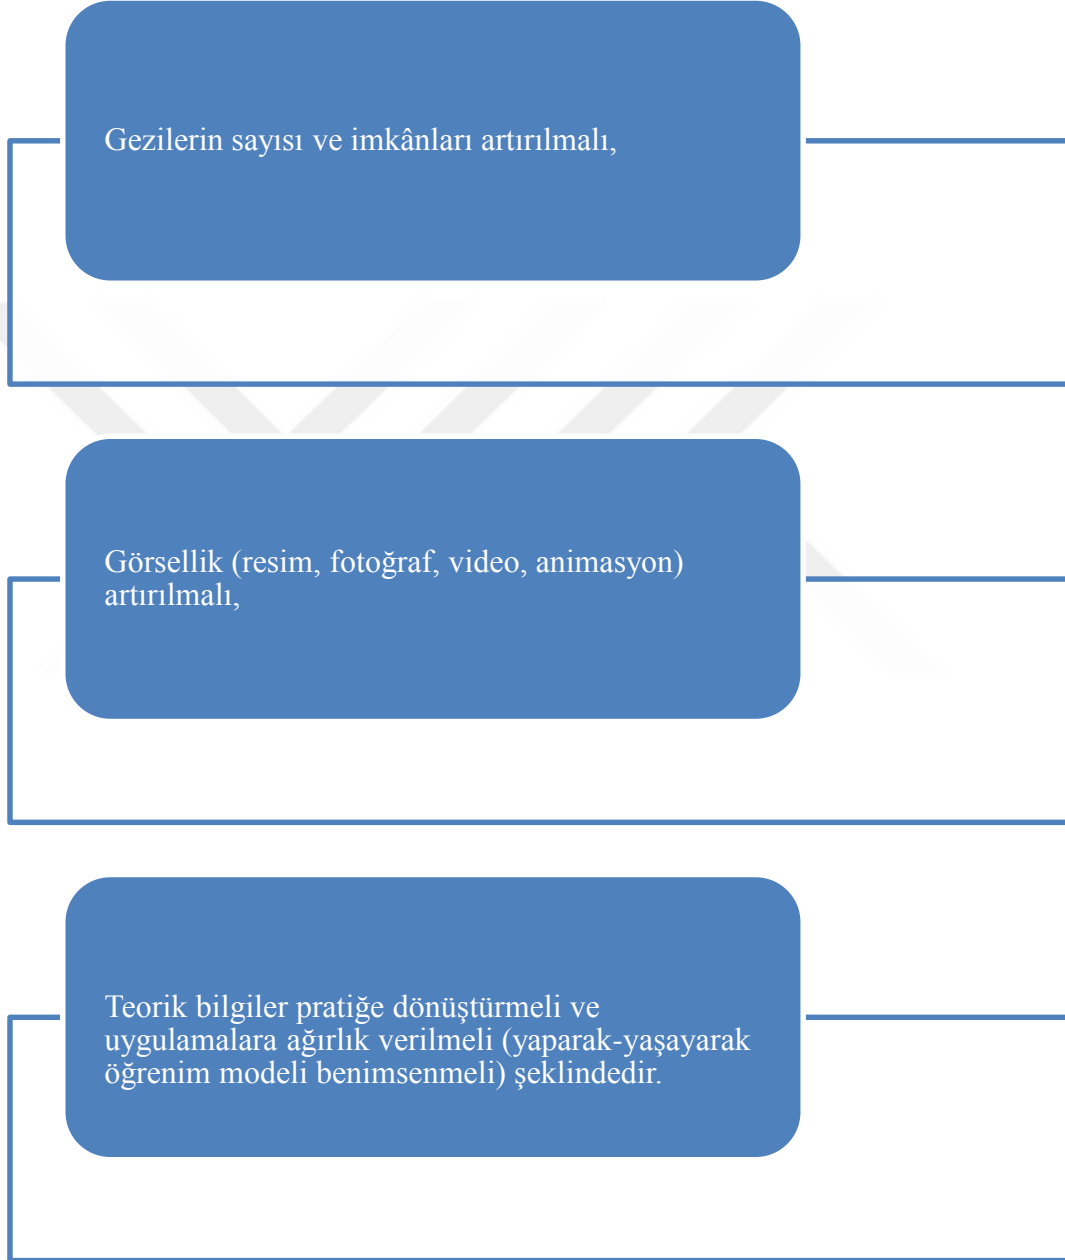 Gezilerin sayısı ve imkânları artırılmalı,
Görsellik (resim, fotoğraf, video, animasyon)
artırılmalı,
Teorik bilgiler pratiğe dönüştürmeli ve
uygulamalara ağırlık verilmeli (yaparak-yaşayarak
öğrenim modeli benimsenmeli) şeklindedir.